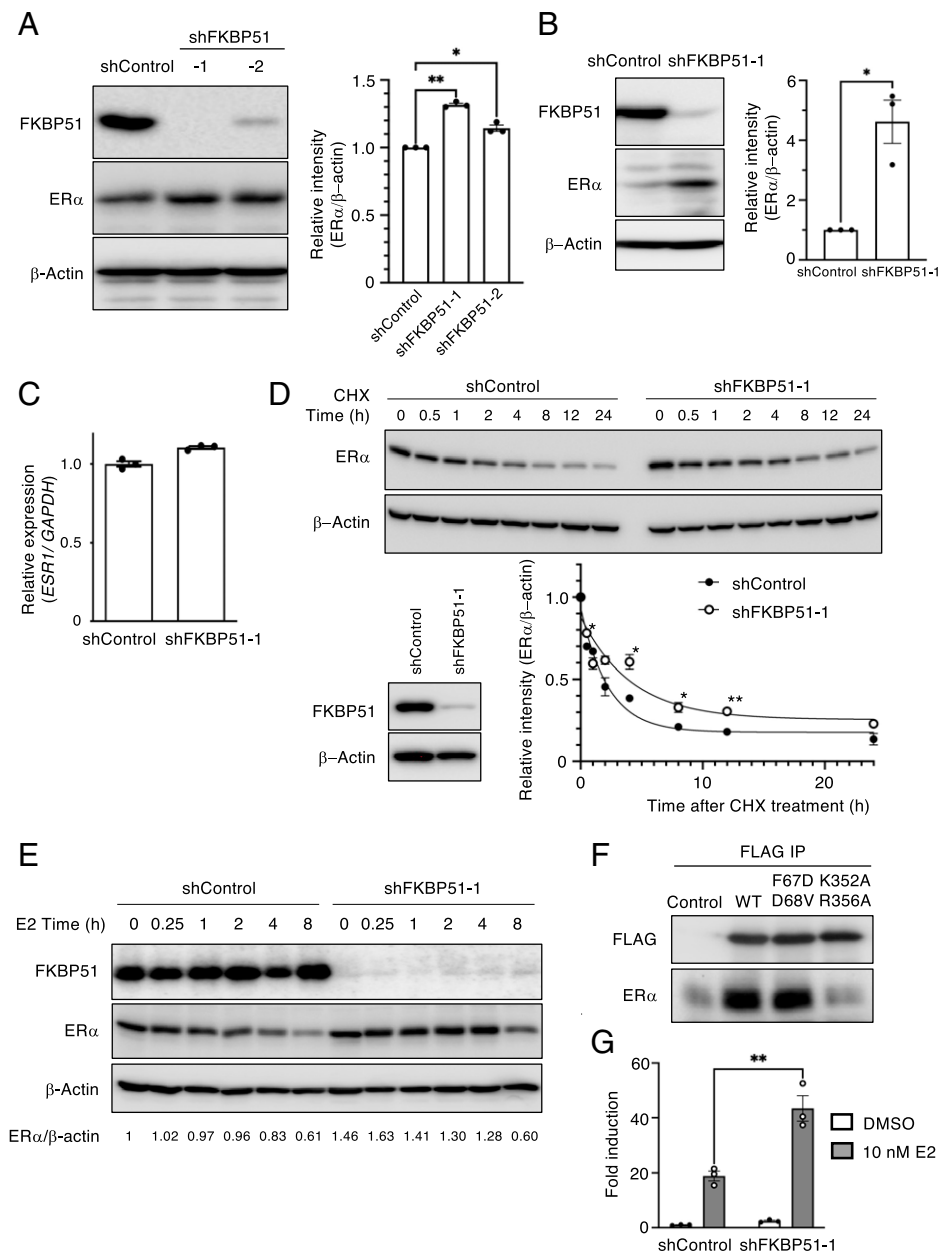 A
shFKBP51
shControl -1 -2
FKBP51
ERα
β-Actin
Relative intensity
(ERα/β−actin)
1.5
1.0
0.5
0
** *
shControl
shFKBP51-1
shFKBP51-2
B
shControl shFKBP51-1
FKBP51
ERα
β−Actin
Relative intensity
(ERα/β−actin)
6
4
2
0
*
shControl shFKBP51-1
C
Relative expression
(ESR1/ GAPDH)
1.0
0.5
0
shControl shFKBP51-1
D
CHX shControl shFKBP51-1
Time (h) 0 0.5 1 2 4 8 12 24 0 0.5 1 2 4 8 12 24
ERα
β−Actin
shControl
shFKBP51-1
FKBP51
β−Actin
Relative intensity (ERα/β−actin)
1.0
0.5
0
shControl
shFKBP51-1
* * * **
0 10 20
Time after CHX treatment (h)
E
shControl shFKBP51-1
E2 Time (h) 0 0.25 1 2 4 8 0 0.25 1 2 4 8
FKBP51
ERα
β-Actin
ERα/β-actin 1 1.02 0.97 0.96 0.83 0.61 1.46 1.63 1.41 1.30 1.28 0.60
F
FLAG IP
F67D K352A
Control WT D68V R356A
FLAG
ERα
G
Fold induction
60
40
20
0
**
DMSO
10 nM E2
shControl shFKBP51-1